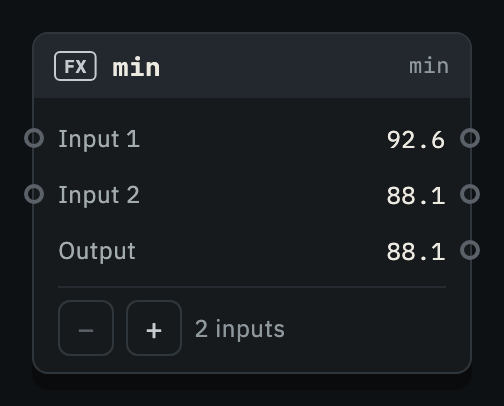 FX min min
Input 1 92.6
Input 2 88.1
Output 88.1
− + 2 inputs